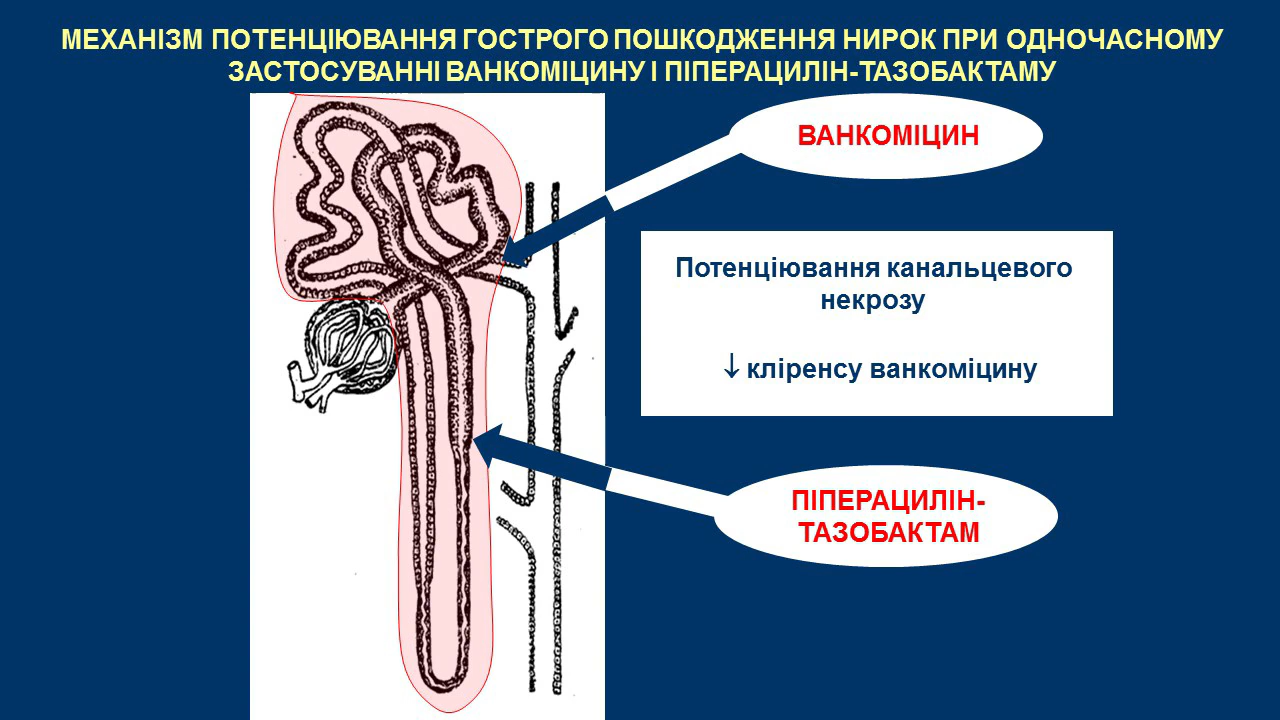 МЕХАНІЗМ ПОТЕНЦІЮВАННЯ ГОСТРОГО ПОШКОДЖЕННЯ НИРОК ПРИ ОДНОЧАСНОМУ
ЗАСТОСУВАННІ ВАНКОМІЦИНУ І ПІПЕРАЦИЛІН-ТАЗОБАКТАМУ
ВАНКОМІЦИН
Потенціювання канальцевого
некрозу
↓ кліренсу ванкоміцину
ПІПЕРАЦИЛІН-
ТАЗОБАКТАМ